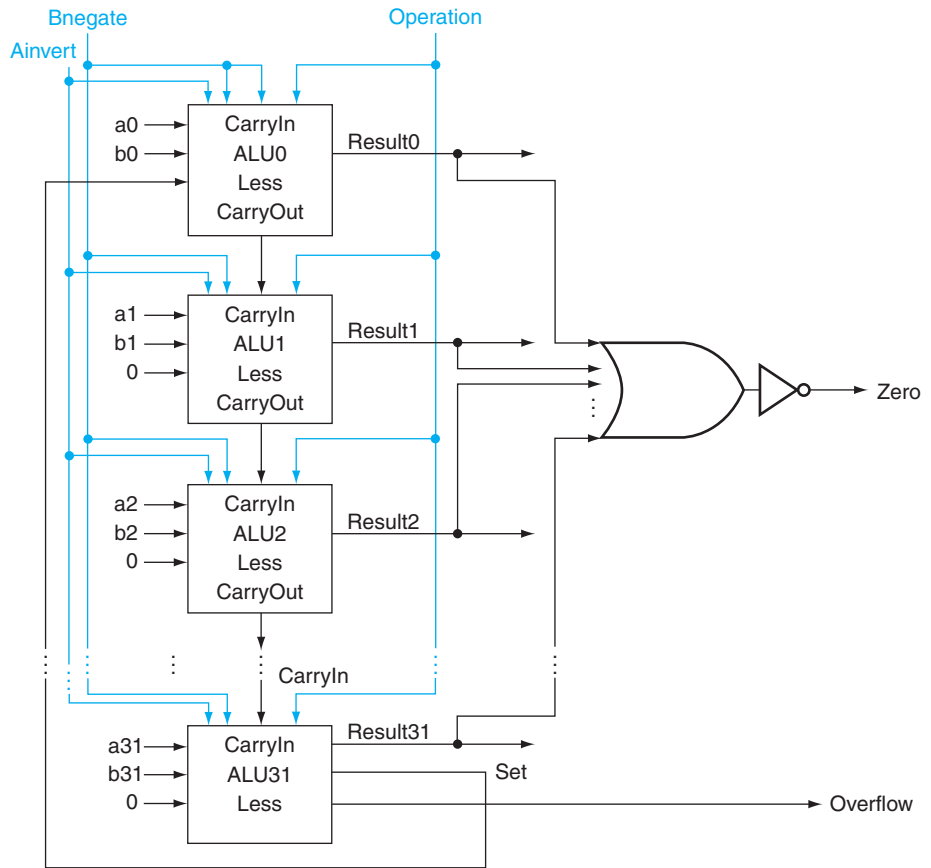 Bnegate
Operation
Ainvert
a0
b0
CarryIn
ALU0
Less
CarryOut
Result0
a1
b1
0
CarryIn
ALU1
Less
CarryOut
Result1
Zero
a2
b2
0
CarryIn
ALU2
Less
CarryOut
Result2
CarryIn
a31
b31
0
CarryIn
ALU31
Less
Result31
Set
Overflow